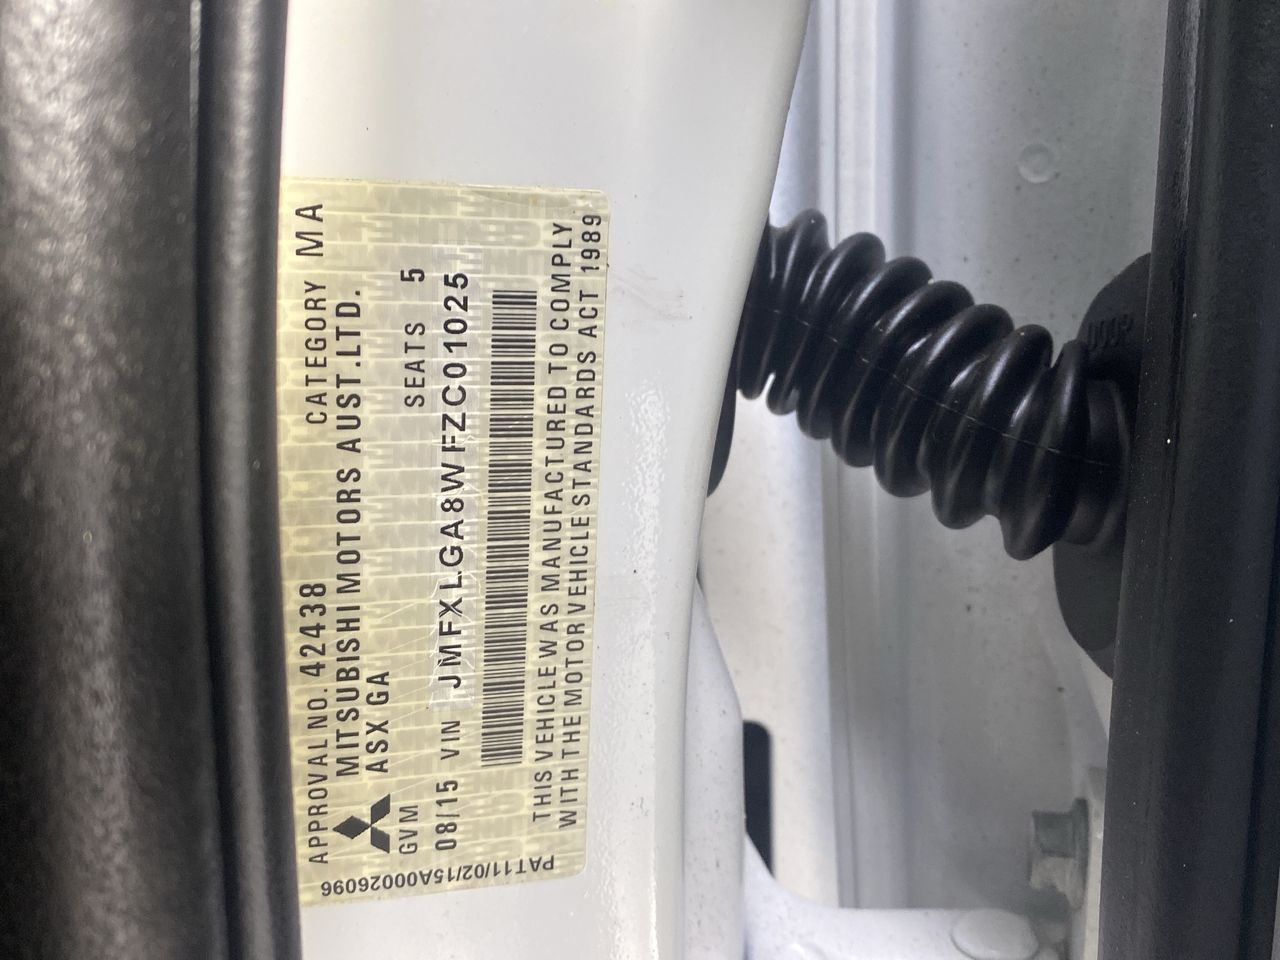 APPROVAL NO. 42438 CATEGORY MA
MITSUBISHI MOTORS AUST. LTD.
ASX GA
GVM SEATS 5
08/15 VIN JMFXLGA8WFZC01025
THIS VEHICLE WAS MANUFACTURED TO COMPLY
WITH THE MOTOR VEHICLE STANDARDS ACT 1989
PAT11/02/15A00026096